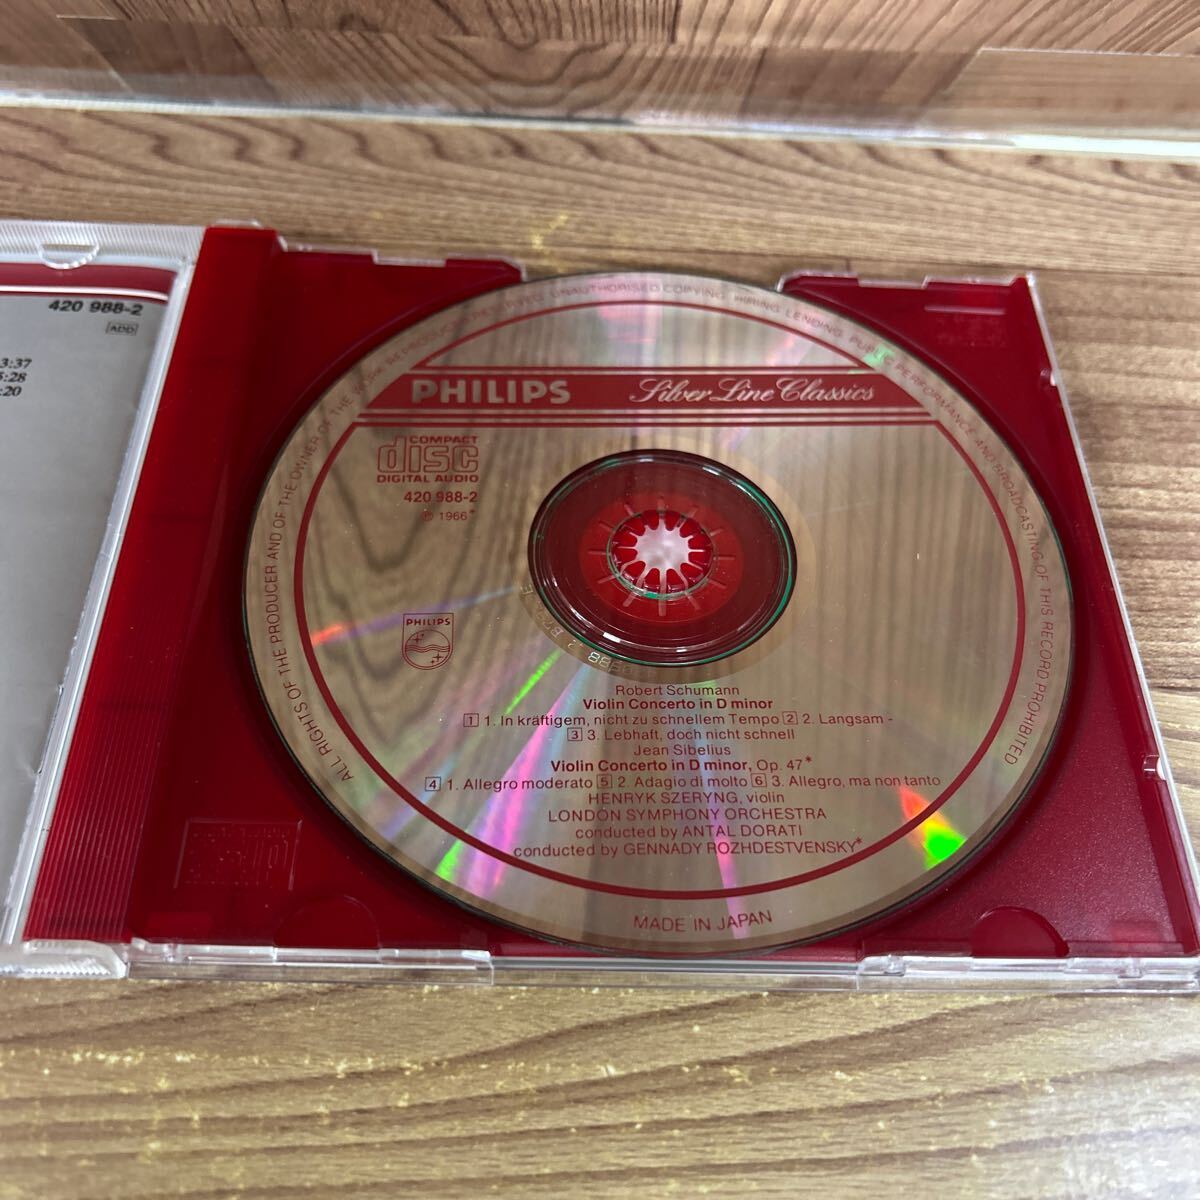 420 988-2
ADD
3:37
:28
:20
ALL RIGHTS OF THE PRODUCER AND OF THE OWNER OF THE WORK REPRODUCED RESERVED UNAUTHORISED COPYING, HIRING, LENDING, PUBLIC PERFORMANCE AND BROADCASTING OF THIS RECORD PROHIBITED
PHILIPS Silver Line Classics
COMPACT
disc
DIGITAL AUDIO
420 988-2
℗ 1966*
PHILIPS
Robert Schumann
Violin Concerto in D minor
1 1. In kräftigem, nicht zu schnellem Tempo 2 2. Langsam -
3 3. Lebhaft, doch nicht schnell
Jean Sibelius
Violin Concerto in D minor, Op. 47*
4 1. Allegro moderato 5 2. Adagio di molto 6 3. Allegro, ma non tanto
HENRYK SZERYNG, violin
LONDON SYMPHONY ORCHESTRA
conducted by ANTAL DORATI
conducted by GENNADY ROZHDESTVENSKY*
MADE IN JAPAN